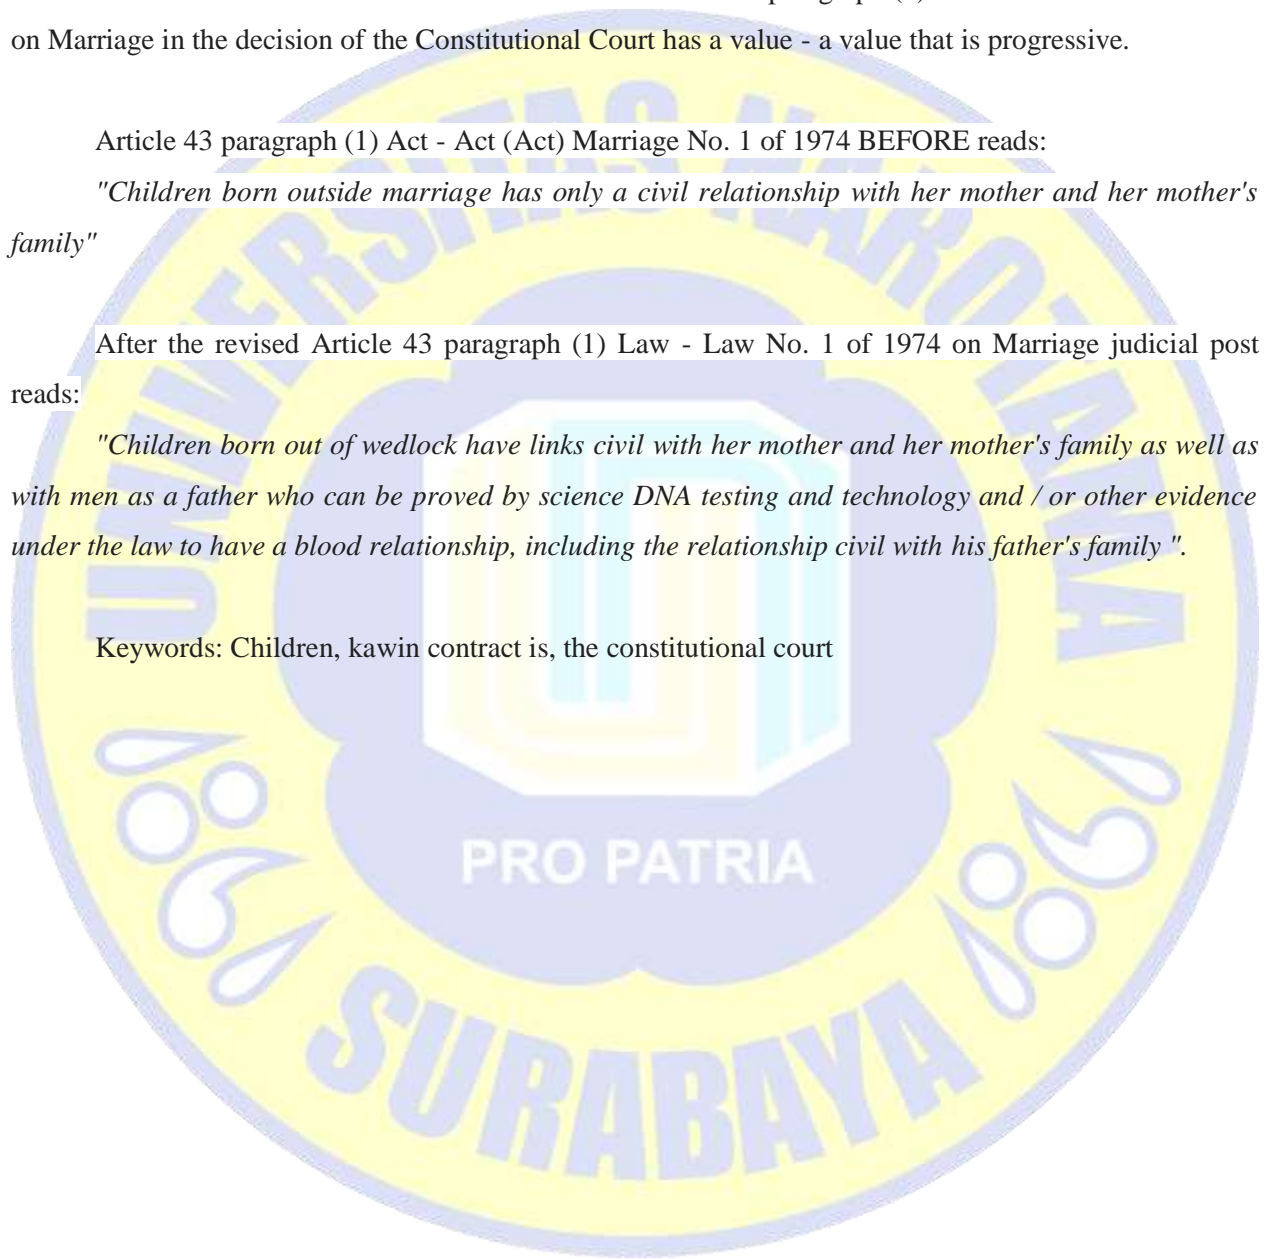 paragraph (1)
on Marriage in the decision of the Constitutional Court has a value - a value that is progressive.
Article 43 paragraph (1) Act - Act (Act) Marriage No. 1 of 1974 BEFORE reads:
"Children born outside marriage has only a civil relationship with her mother and her mother's
family"
After the revised Article 43 paragraph (1) Law - Law No. 1 of 1974 on Marriage judicial post
reads:
"Children born out of wedlock have links civil with her mother and her mother's family as well as
with men as a father who can be proved by science DNA testing and technology and / or other evidence
under the law to have a blood relationship, including the relationship civil with his father's family ".
Keywords: Children, kawin contract is, the constitutional court
UNIVERSITAS NAROTAMA
PRO PATRIA
SURABAYA